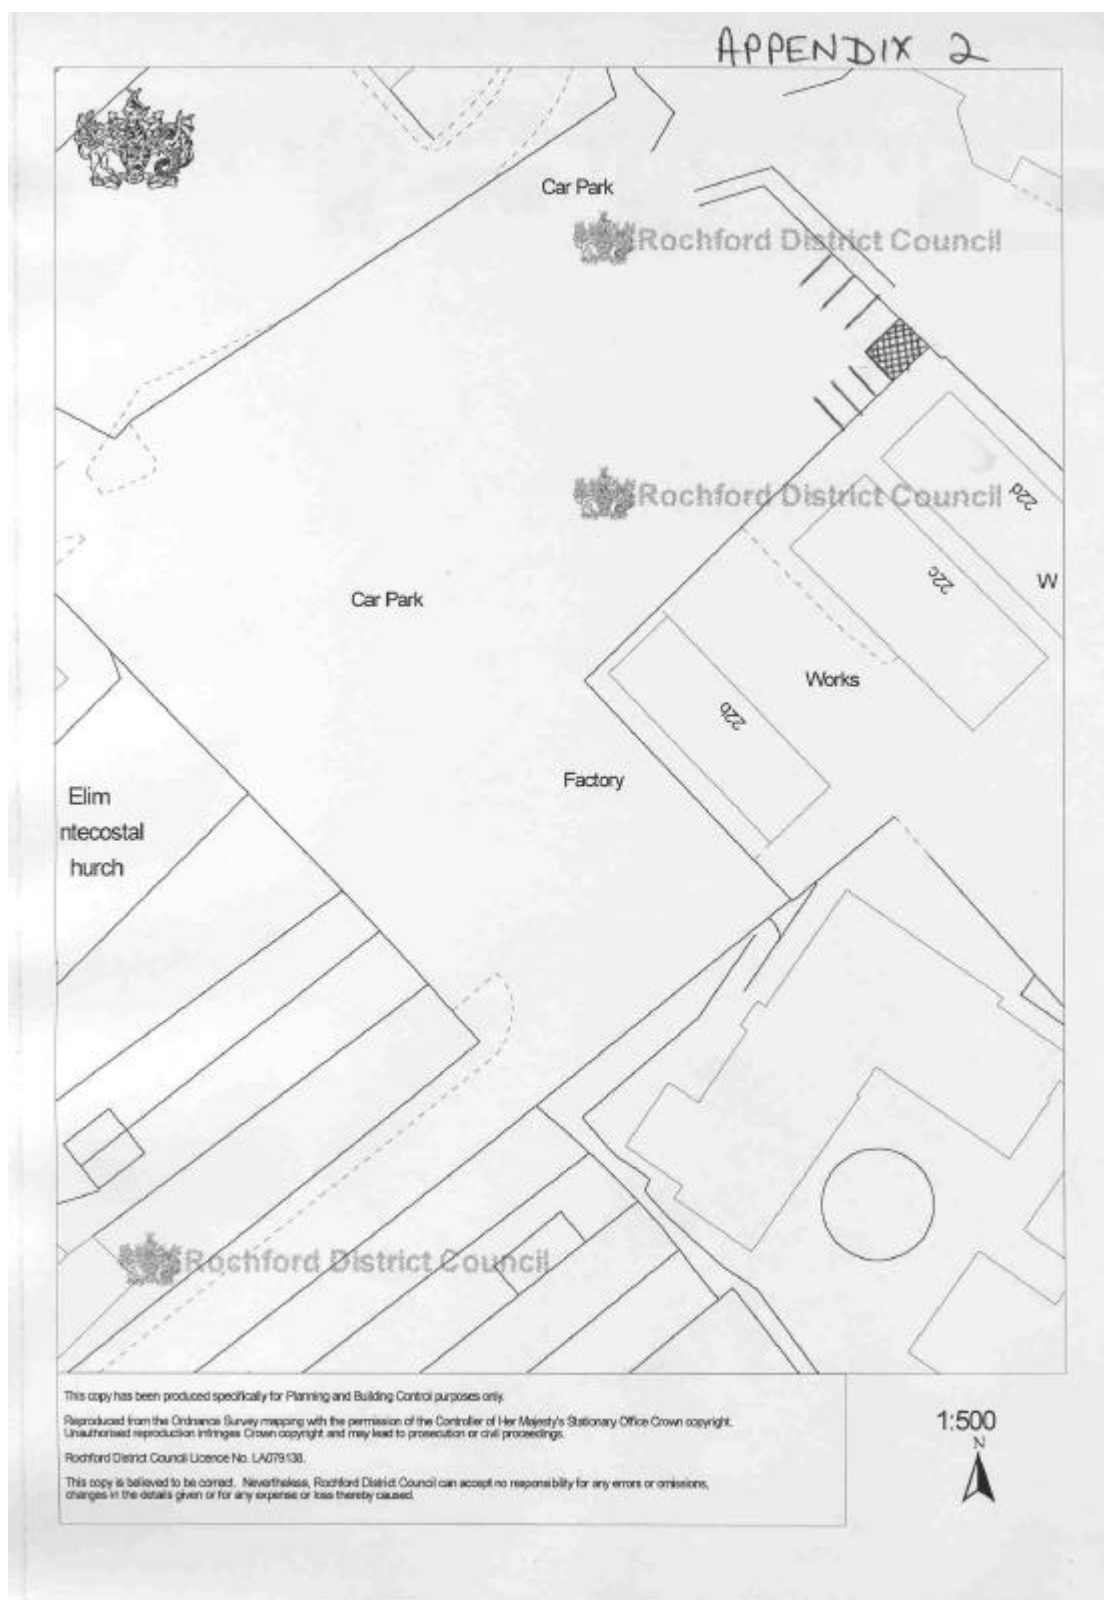 APPENDIX 2
Car Park
Rochford District Council
Rochford District Council
22d
22c
W
Car Park
Works
22b
Factory
Elim
ntecostal
hurch
Rochford District Council
This copy has been produced specifically for Planning and Building Control purposes only.
Reproduced from the Ordnance Survey mapping with the permission of the Controller of Her Majesty's Stationary Office Crown copyright.
Unauthorised reproduction infringes Crown copyright and may lead to prosecution or civil proceedings.
Rochford District Council Licence No. LA079138.
This copy is believed to be correct. Nevertheless, Rochford District Council can accept no responsibility for any errors or omissions,
changes in the details given or for any expense or loss thereby caused.
1:500
N